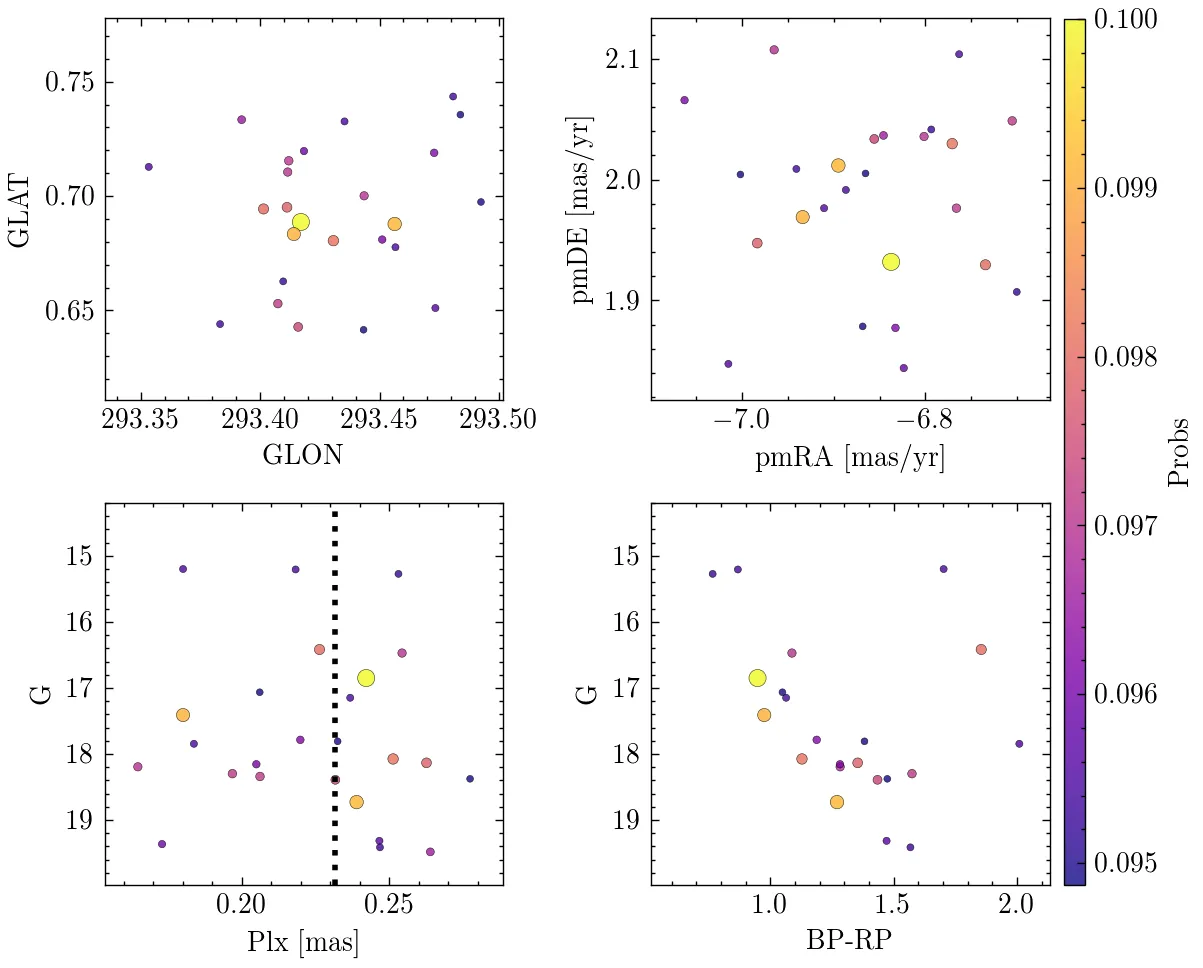 0.75
0.70
0.65
GLAT
293.35 293.40 293.45 293.50
GLON
2.1
2.0
1.9
pmDE [mas/yr]
−7.0 −6.8
pmRA [mas/yr]
15
16
17
18
19
G
0.20 0.25
Plx [mas]
15
16
17
18
19
G
1.0 1.5 2.0
BP-RP
0.100
0.099
0.098
0.097
0.096
0.095
Probs